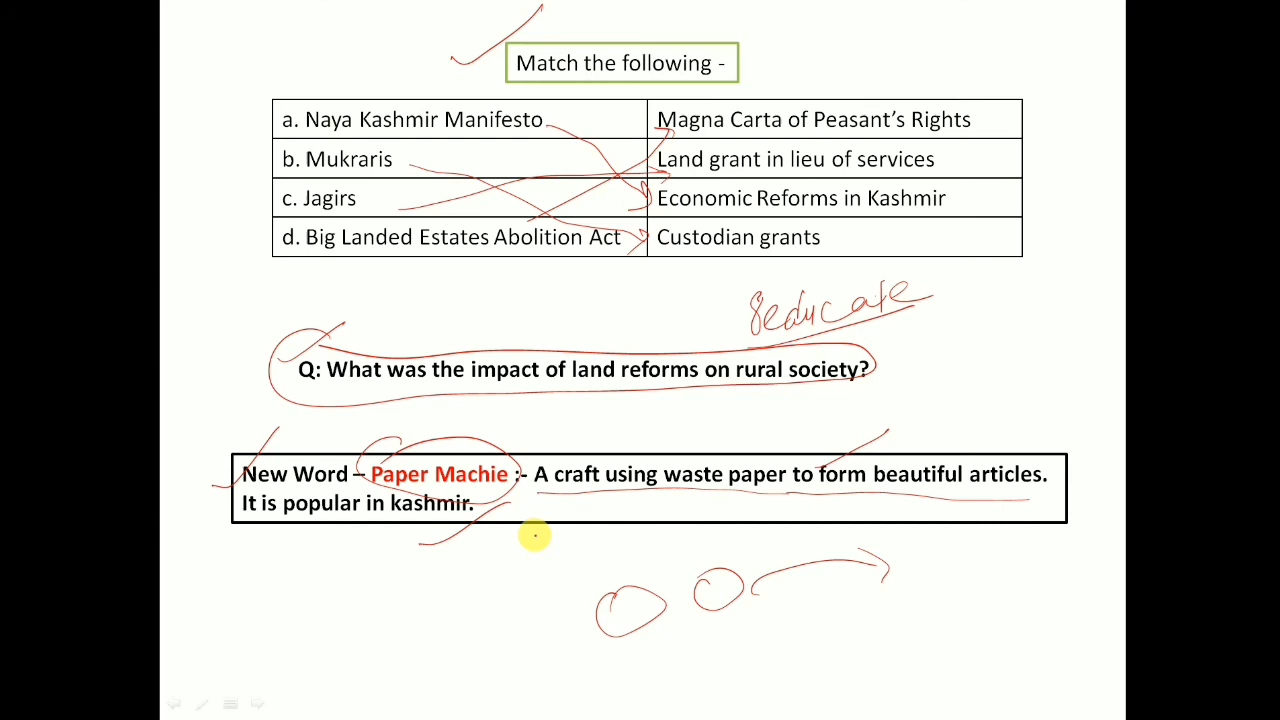 Match the following -
a. Naya Kashmir Manifesto Magna Carta of Peasant's Rights
b. Mukraris Land grant in lieu of services
c. Jagirs Economic Reforms in Kashmir
d. Big Landed Estates Abolition Act Custodian grants
8educate
Q: What was the impact of land reforms on rural society?
New Word – Paper Machie :- A craft using waste paper to form beautiful articles.
It is popular in kashmir.